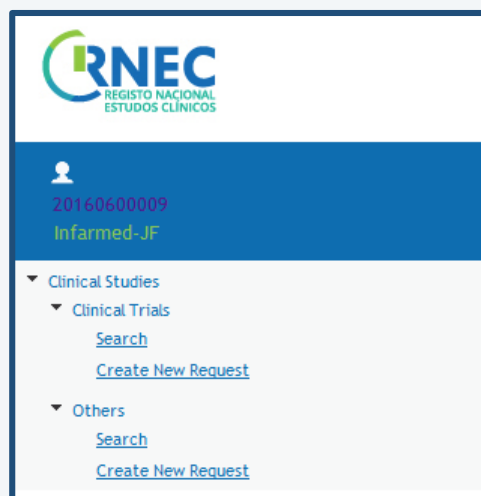 RNEC
REGISTO NACIONAL
ESTUDOS CLÍNICOS
20160600009
Infarmed-JF
Clinical Studies
Clinical Trials
Search
Create New Request
Others
Search
Create New Request